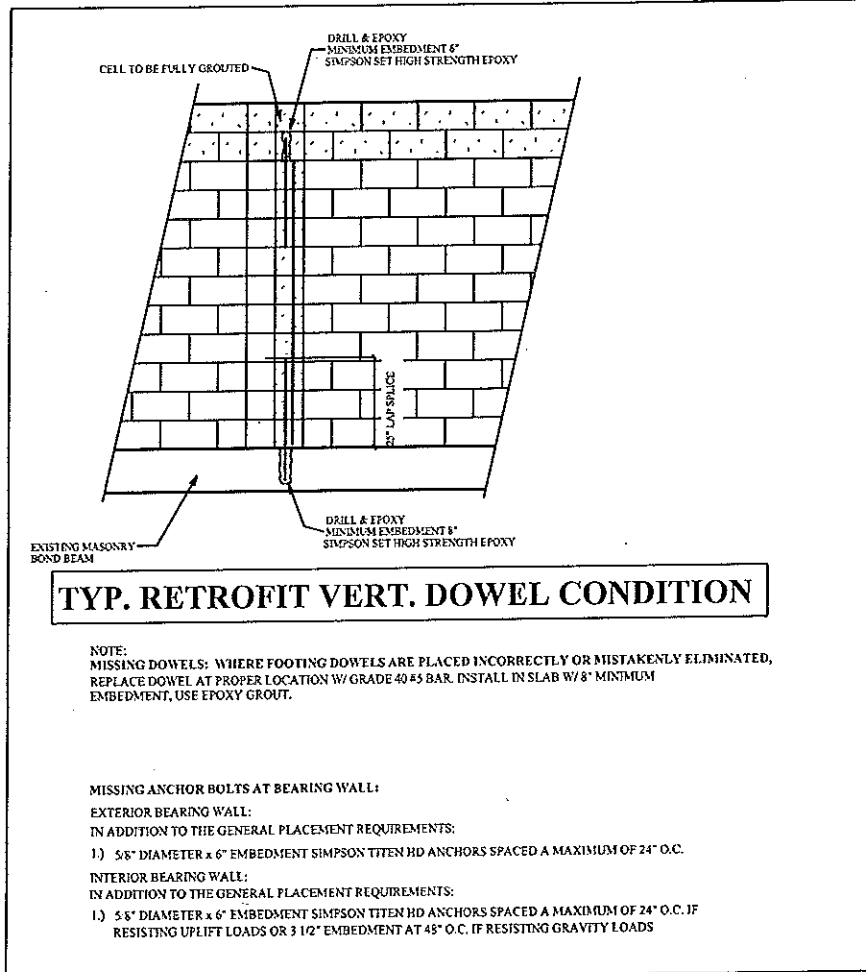 DRILL & EPOXY
MINIMUM EMBEDMENT 6"
SIMPSON SET HIGH STRENGTH EPOXY
CELL TO BE FULLY GROUTED
25" LAP SPLICE
DRILL & EPOXY
MINIMUM EMBEDMENT 8"
SIMPSON SET HIGH STRENGTH EPOXY
EXISTING MASONRY
BOND BEAM
TYP. RETROFIT VERT. DOWEL CONDITION
NOTE:
MISSING DOWELS: WHERE FOOTING DOWELS ARE PLACED INCORRECTLY OR MISTAKENLY ELIMINATED,
REPLACE DOWEL AT PROPER LOCATION W/ GRADE 40 #5 BAR. INSTALL IN SLAB W/ 8" MINIMUM
EMBEDMENT, USE EPOXY GROUT.
MISSING ANCHOR BOLTS AT BEARING WALL:
EXTERIOR BEARING WALL:
IN ADDITION TO THE GENERAL PLACEMENT REQUIREMENTS:
1.) 5/8" DIAMETER x 6" EMBEDMENT SIMPSON TITEN HD ANCHORS SPACED A MAXIMUM OF 24" O.C.
INTERIOR BEARING WALL:
IN ADDITION TO THE GENERAL PLACEMENT REQUIREMENTS:
1.) 5/8" DIAMETER x 6" EMBEDMENT SIMPSON TITEN HD ANCHORS SPACED A MAXIMUM OF 24" O.C. IF
RESISTING UPLIFT LOADS OR 3 1/2" EMBEDMENT AT 48" O.C. IF RESISTING GRAVITY LOADS